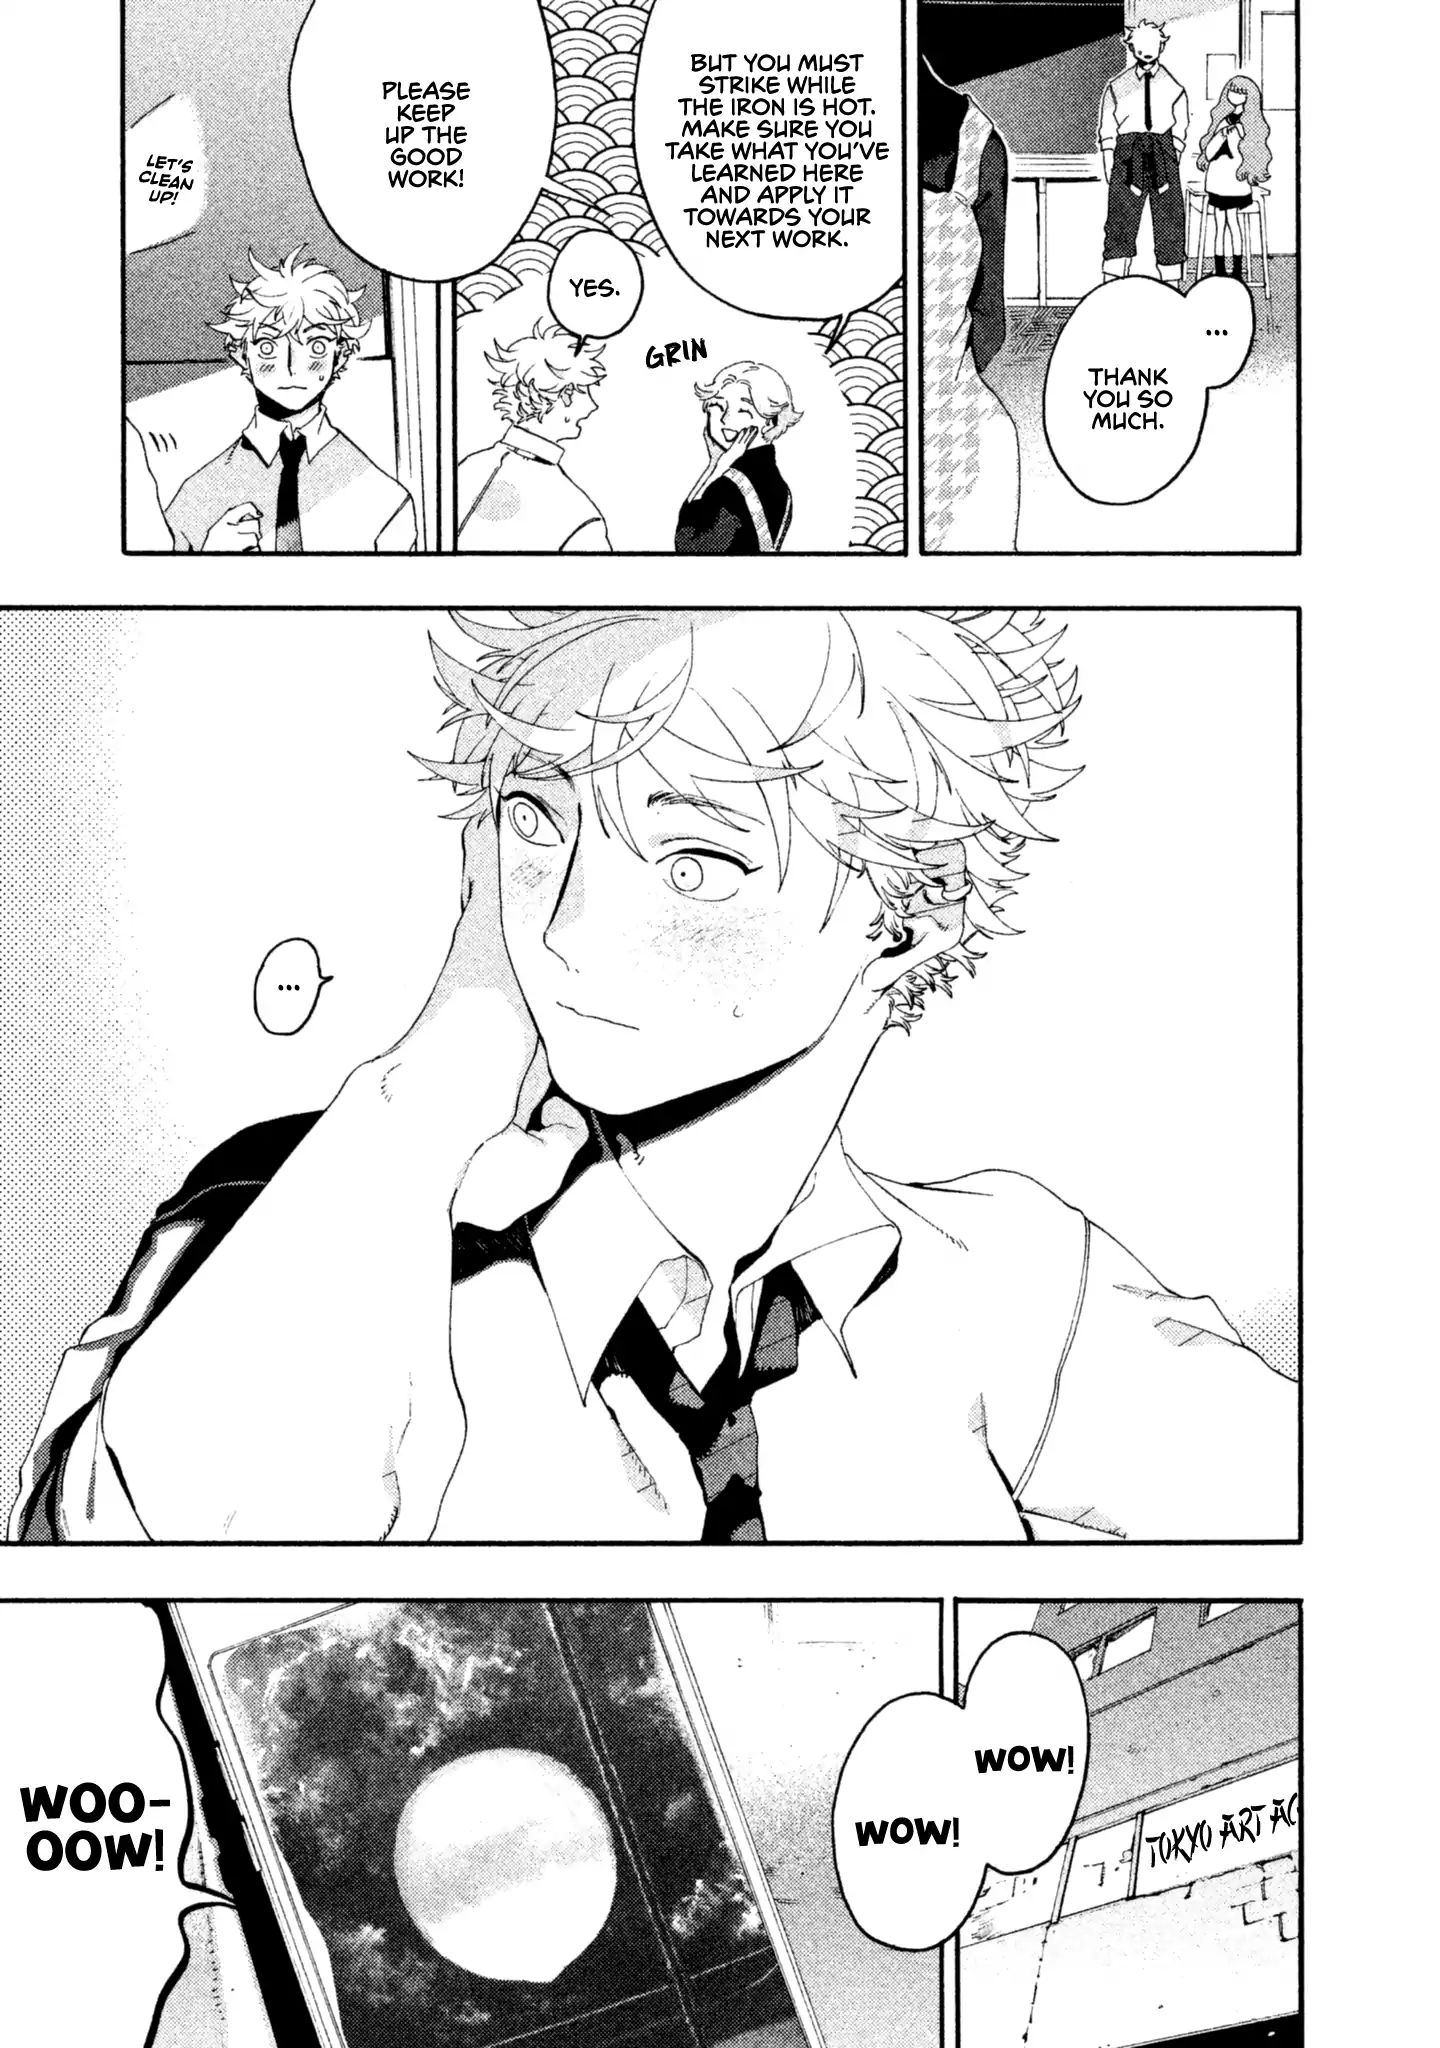 ...
THANK
YOU SO
MUCH.
BUT YOU MUST
STRIKE WHILE
THE IRON IS HOT.
MAKE SURE YOU
TAKE WHAT YOU'VE
LEARNED HERE
AND APPLY IT
TOWARDS YOUR
NEXT WORK.
GRIN
YES.
PLEASE
KEEP
UP THE
GOOD
WORK!
LET'S
CLEAN
UP!
...
WOW!
WOW!
TOKYO ART AC
WOO-
OOW!